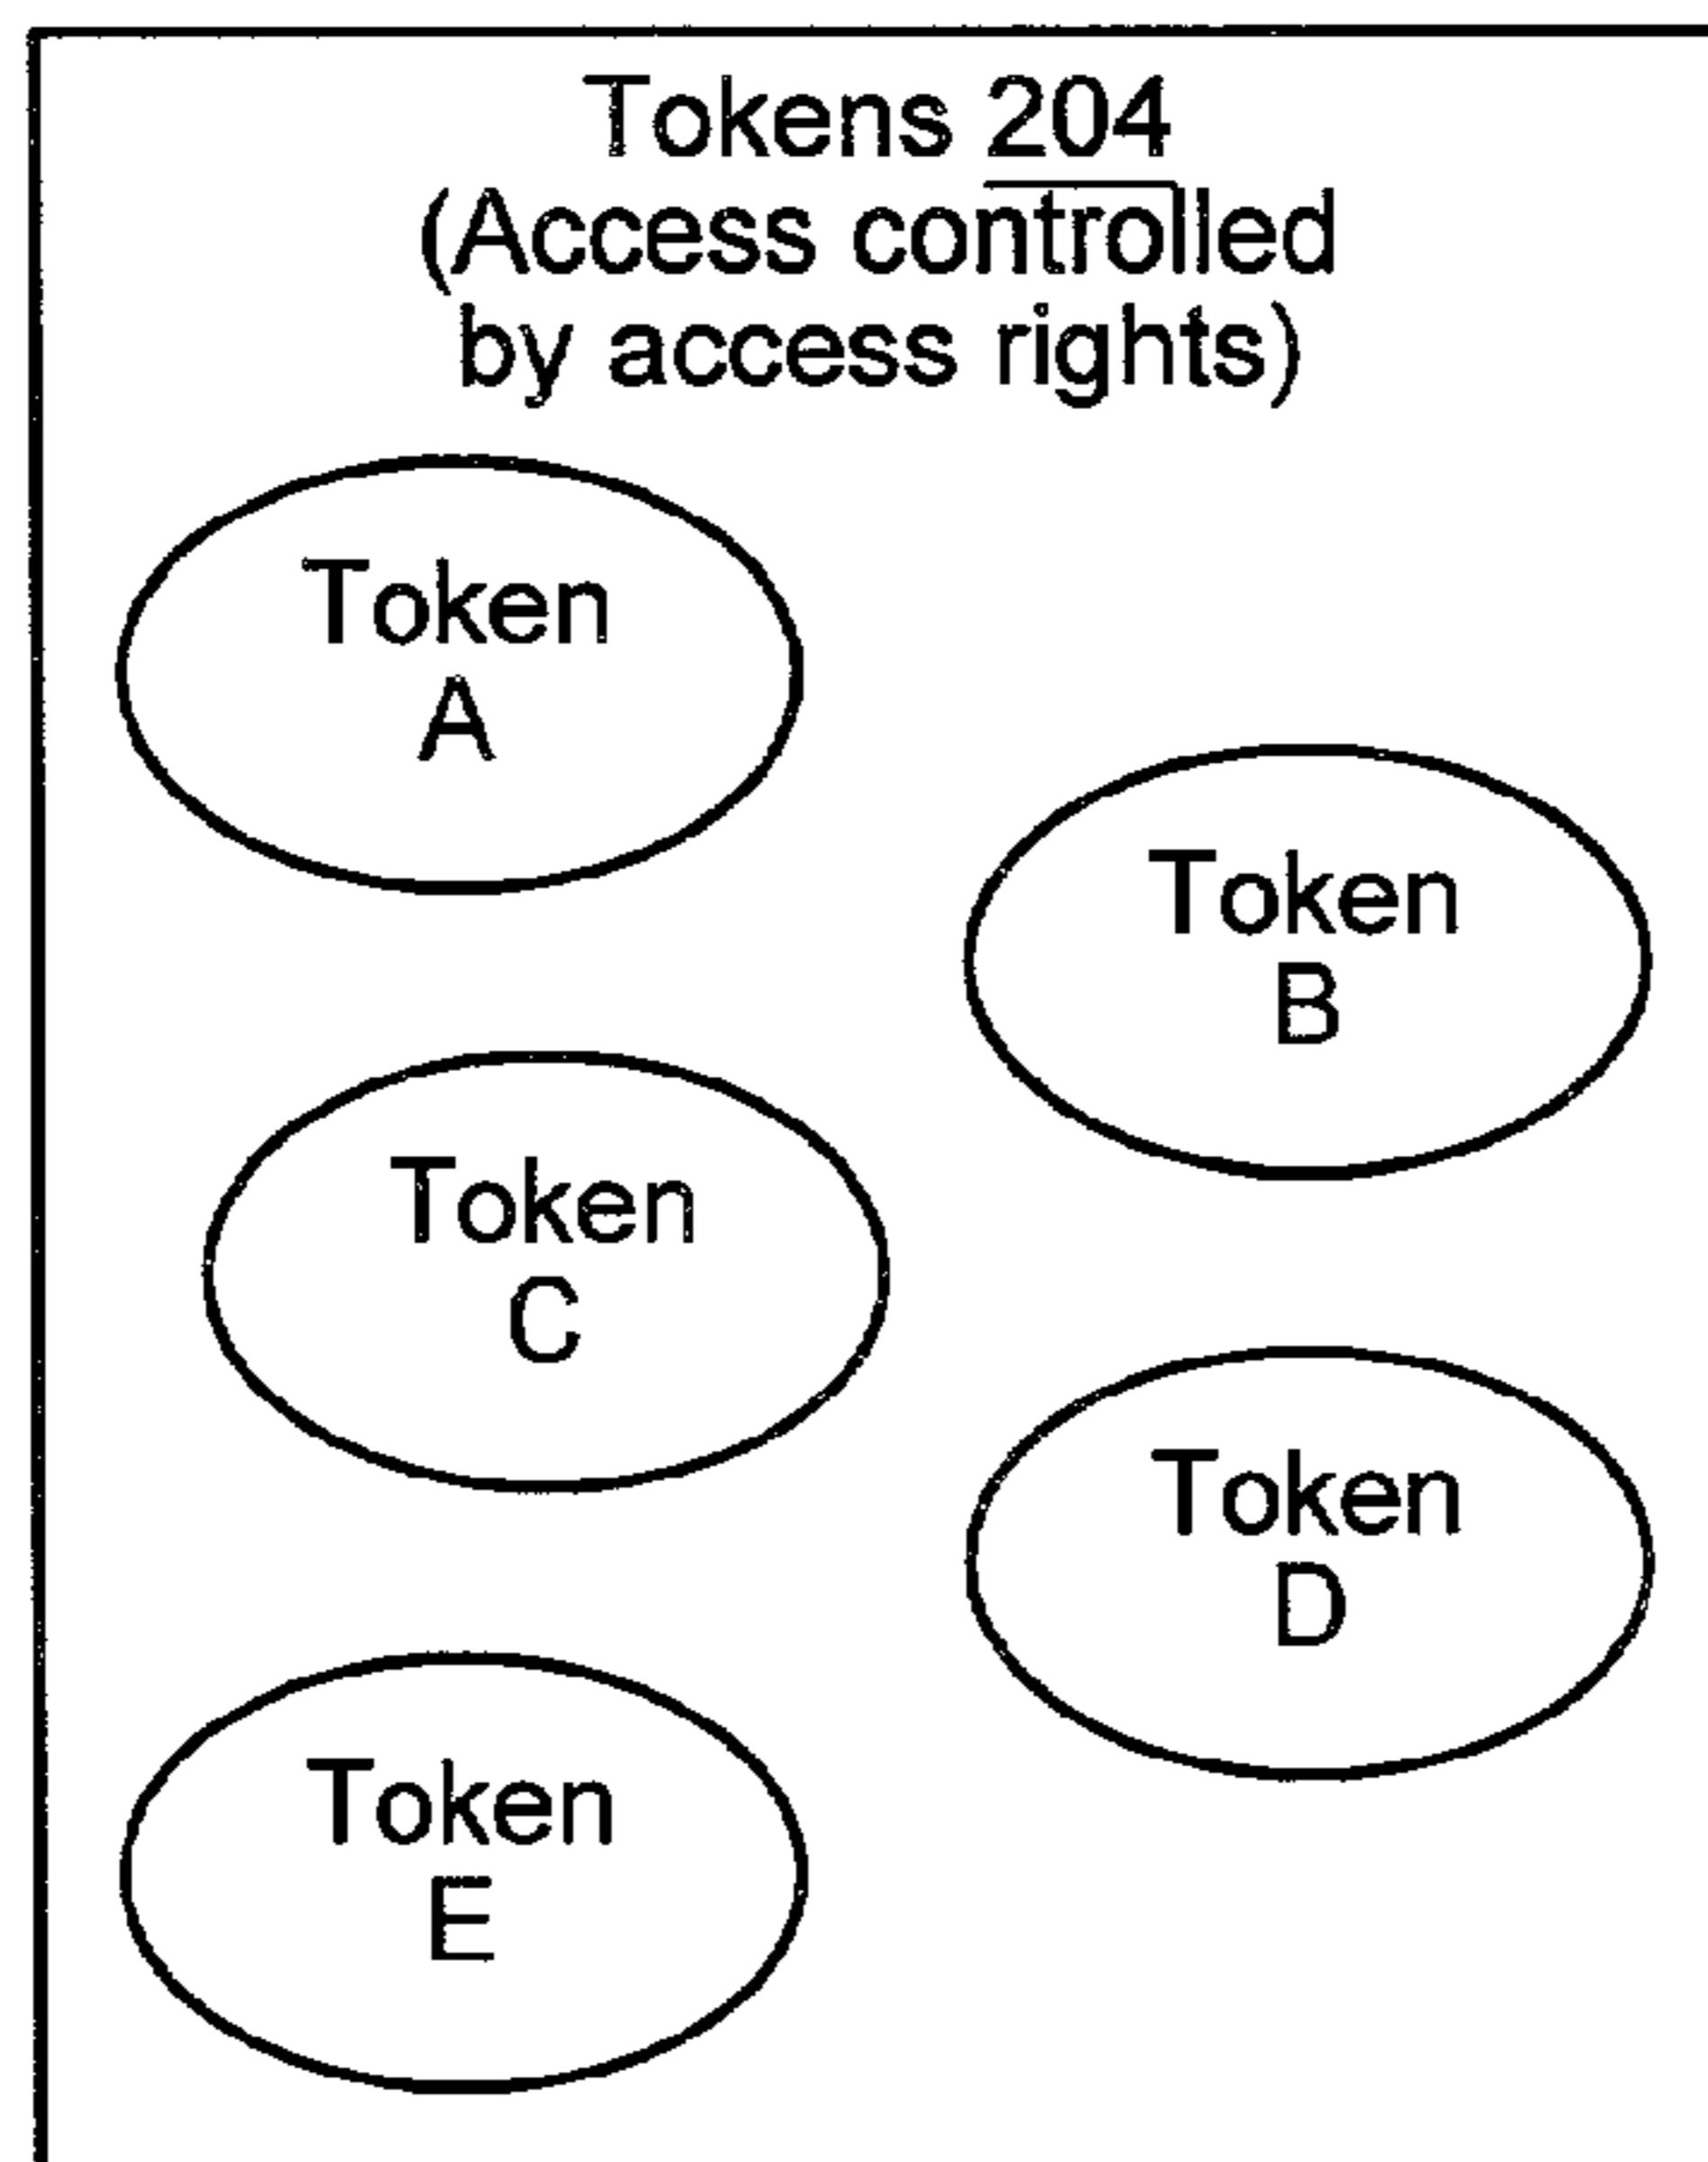 Tokens 204
(Access controlled
by access rights)
Token
A
Token
B
Token
C
Token
D
Token
E